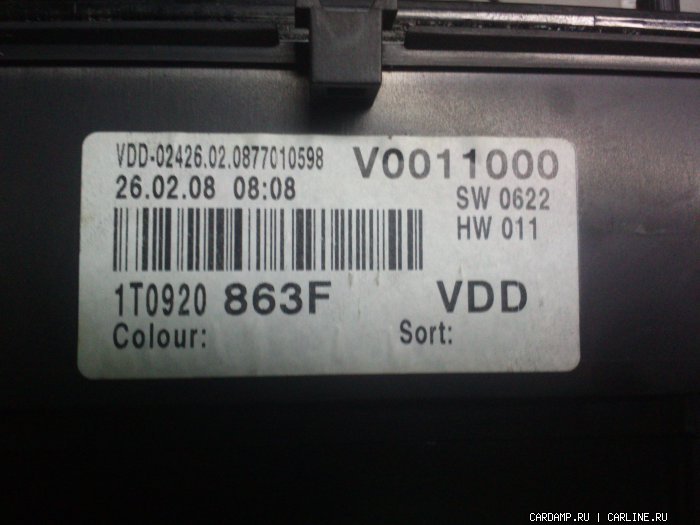 VDD-02426.02.0877010598 V0011000
26.02.08 08:08 SW 0622
HW 011
1T0920 863F VDD
Colour: Sort:
CARDAMP.RU | CARLINE.RU